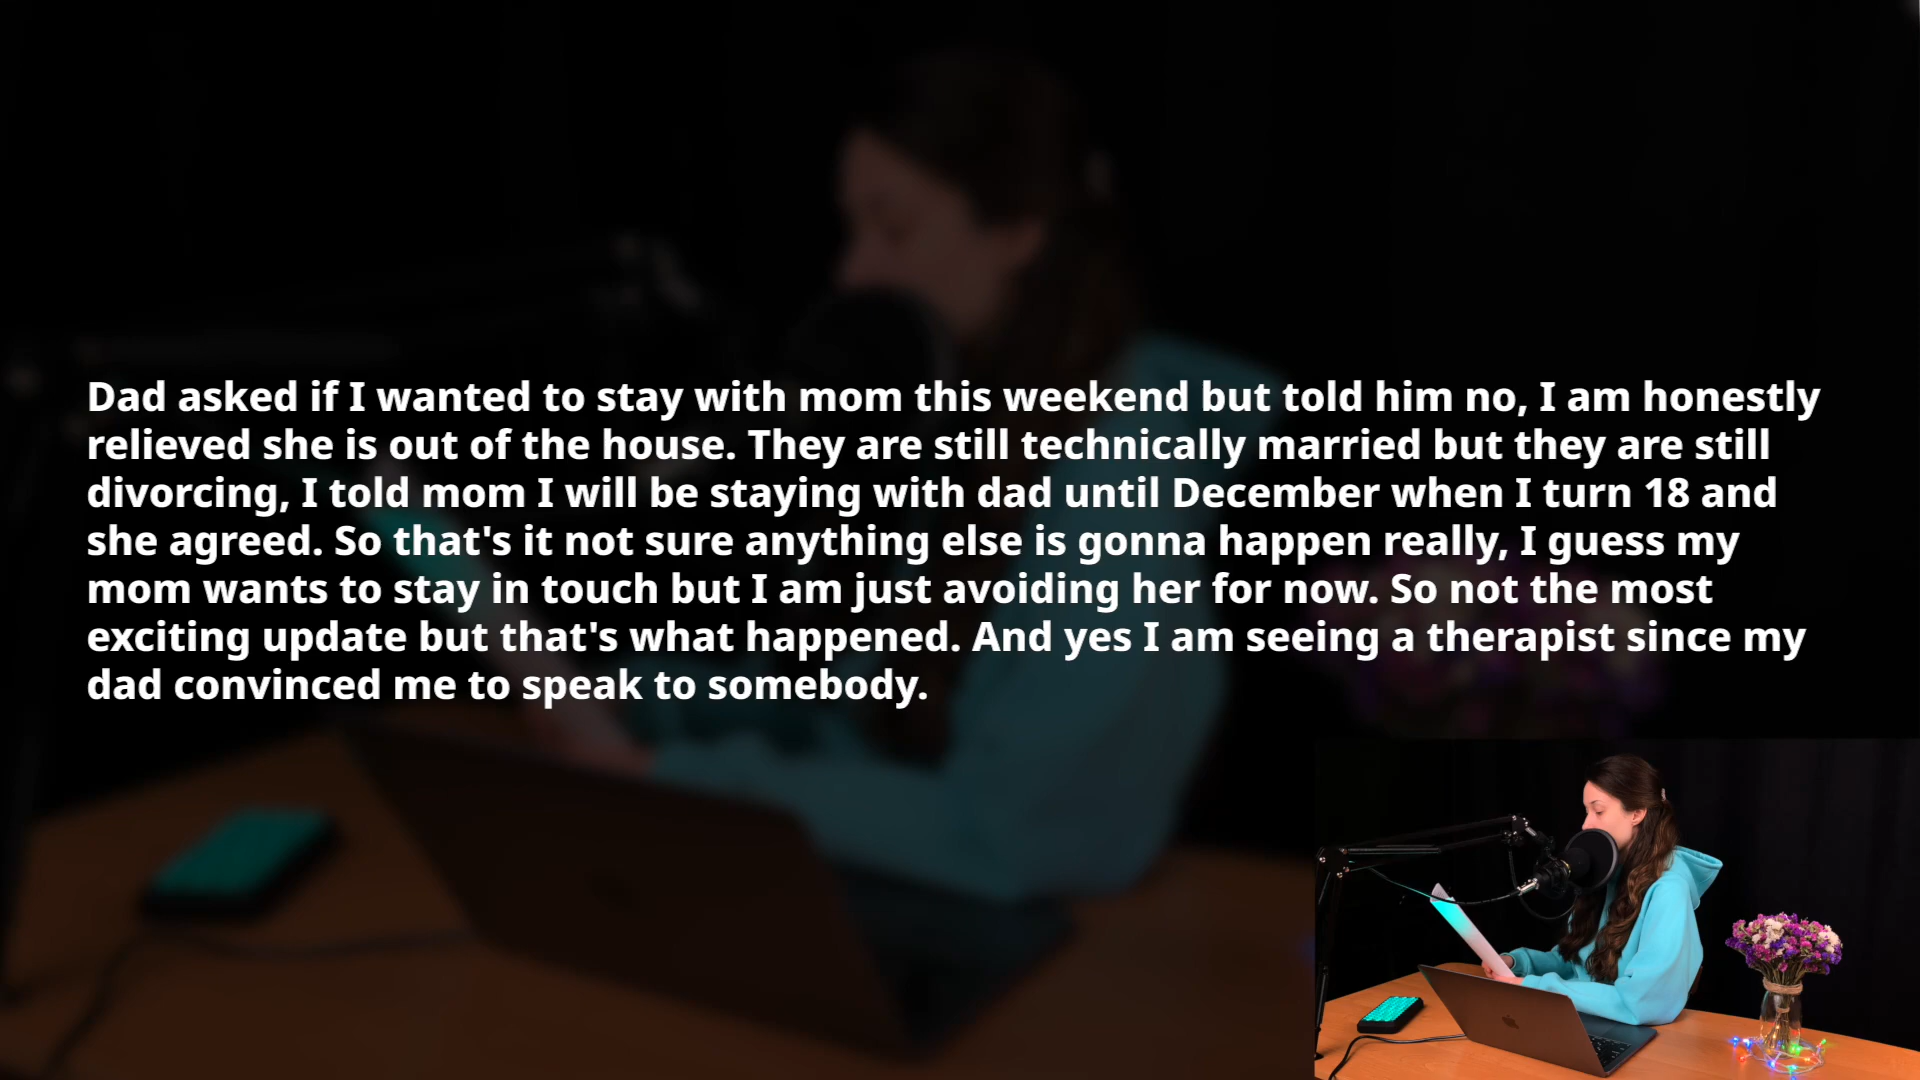 Dad asked if I wanted to stay with mom this weekend but told him no, I am honestly
relieved she is out of the house. They are still technically married but they are still
divorcing, I told mom I will be staying with dad until December when I turn 18 and
she agreed. So that's it not sure anything else is gonna happen really, I guess my
mom wants to stay in touch but I am just avoiding her for now. So not the most
exciting update but that's what happened. And yes I am seeing a therapist since my
dad convinced me to speak to somebody.